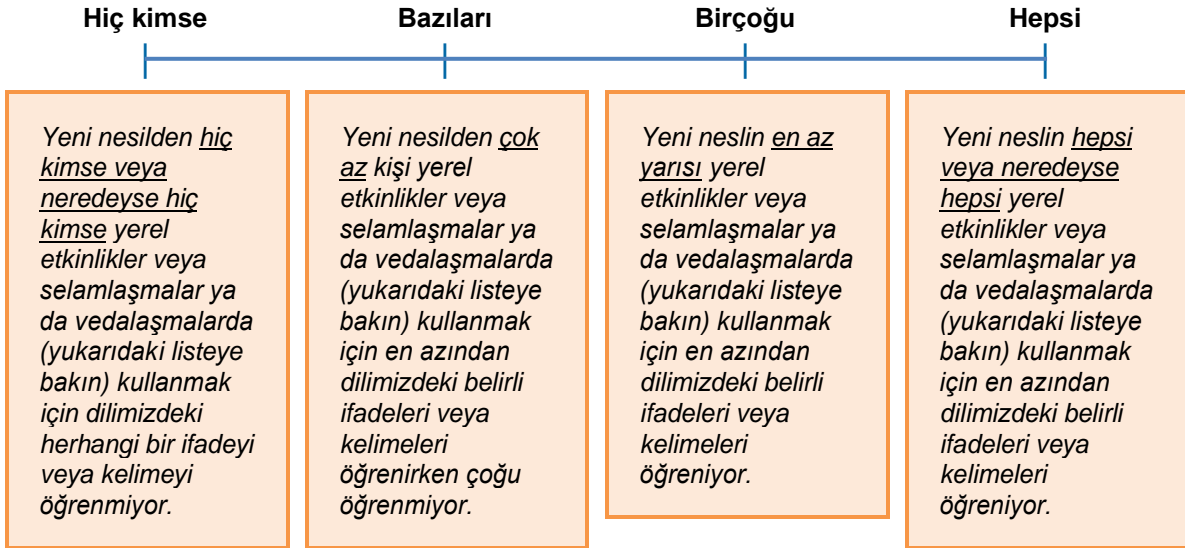 Hiç kimse
Bazıları
Birçoğu
Hepsi
Yeni nesilden hiç
kimse veya
neredeyse hiç
kimse yerel
etkinlikler veya
selamlaşmalar ya
da vedalaşmalarda
(yukarıdaki listeye
bakın) kullanmak
için dilimizdeki
herhangi bir ifadeyi
veya kelimeyi
öğrenmiyor.
Yeni nesilden çok
az kişi yerel
etkinlikler veya
selamlaşmalar ya
da vedalaşmalarda
(yukarıdaki listeye
bakın) kullanmak
için en azından
dilimizdeki belirli
ifadeleri veya
kelimeleri
öğrenirken çoğu
öğrenmiyor.
Yeni neslin en az
yarısı yerel
etkinlikler veya
selamlaşmalar ya
da vedalaşmalarda
(yukarıdaki listeye
bakın) kullanmak
için en azından
dilimizdeki belirli
ifadeleri veya
kelimeleri
öğreniyor.
Yeni neslin hepsi
veya neredeyse
hepsi yerel
etkinlikler veya
selamlaşmalar ya
da vedalaşmalarda
(yukarıdaki listeye
bakın) kullanmak
için en azından
dilimizdeki belirli
ifadeleri veya
kelimeleri
öğreniyor.